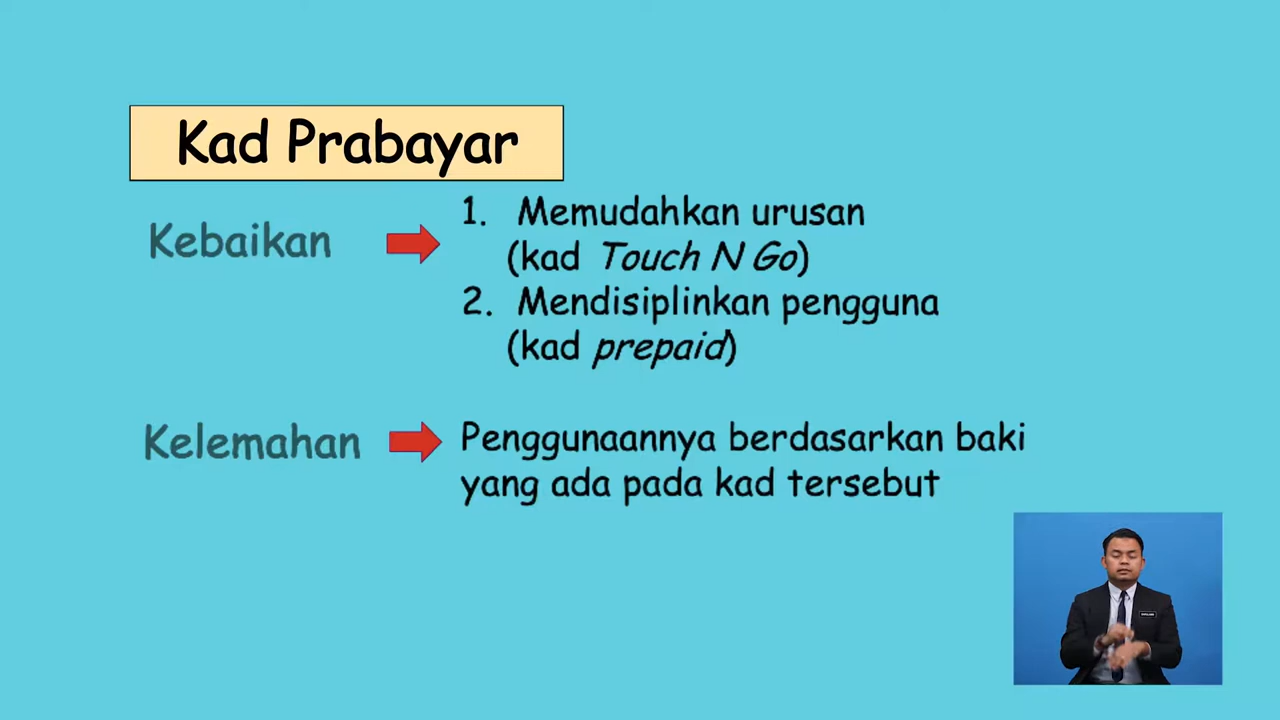 Kad Prabayar
Kebaikan
1. Memudahkan urusan
(kad Touch N Go)
2. Mendisiplinkan pengguna
(kad prepaid)
Kelemahan
Penggunaannya berdasarkan baki
yang ada pada kad tersebut